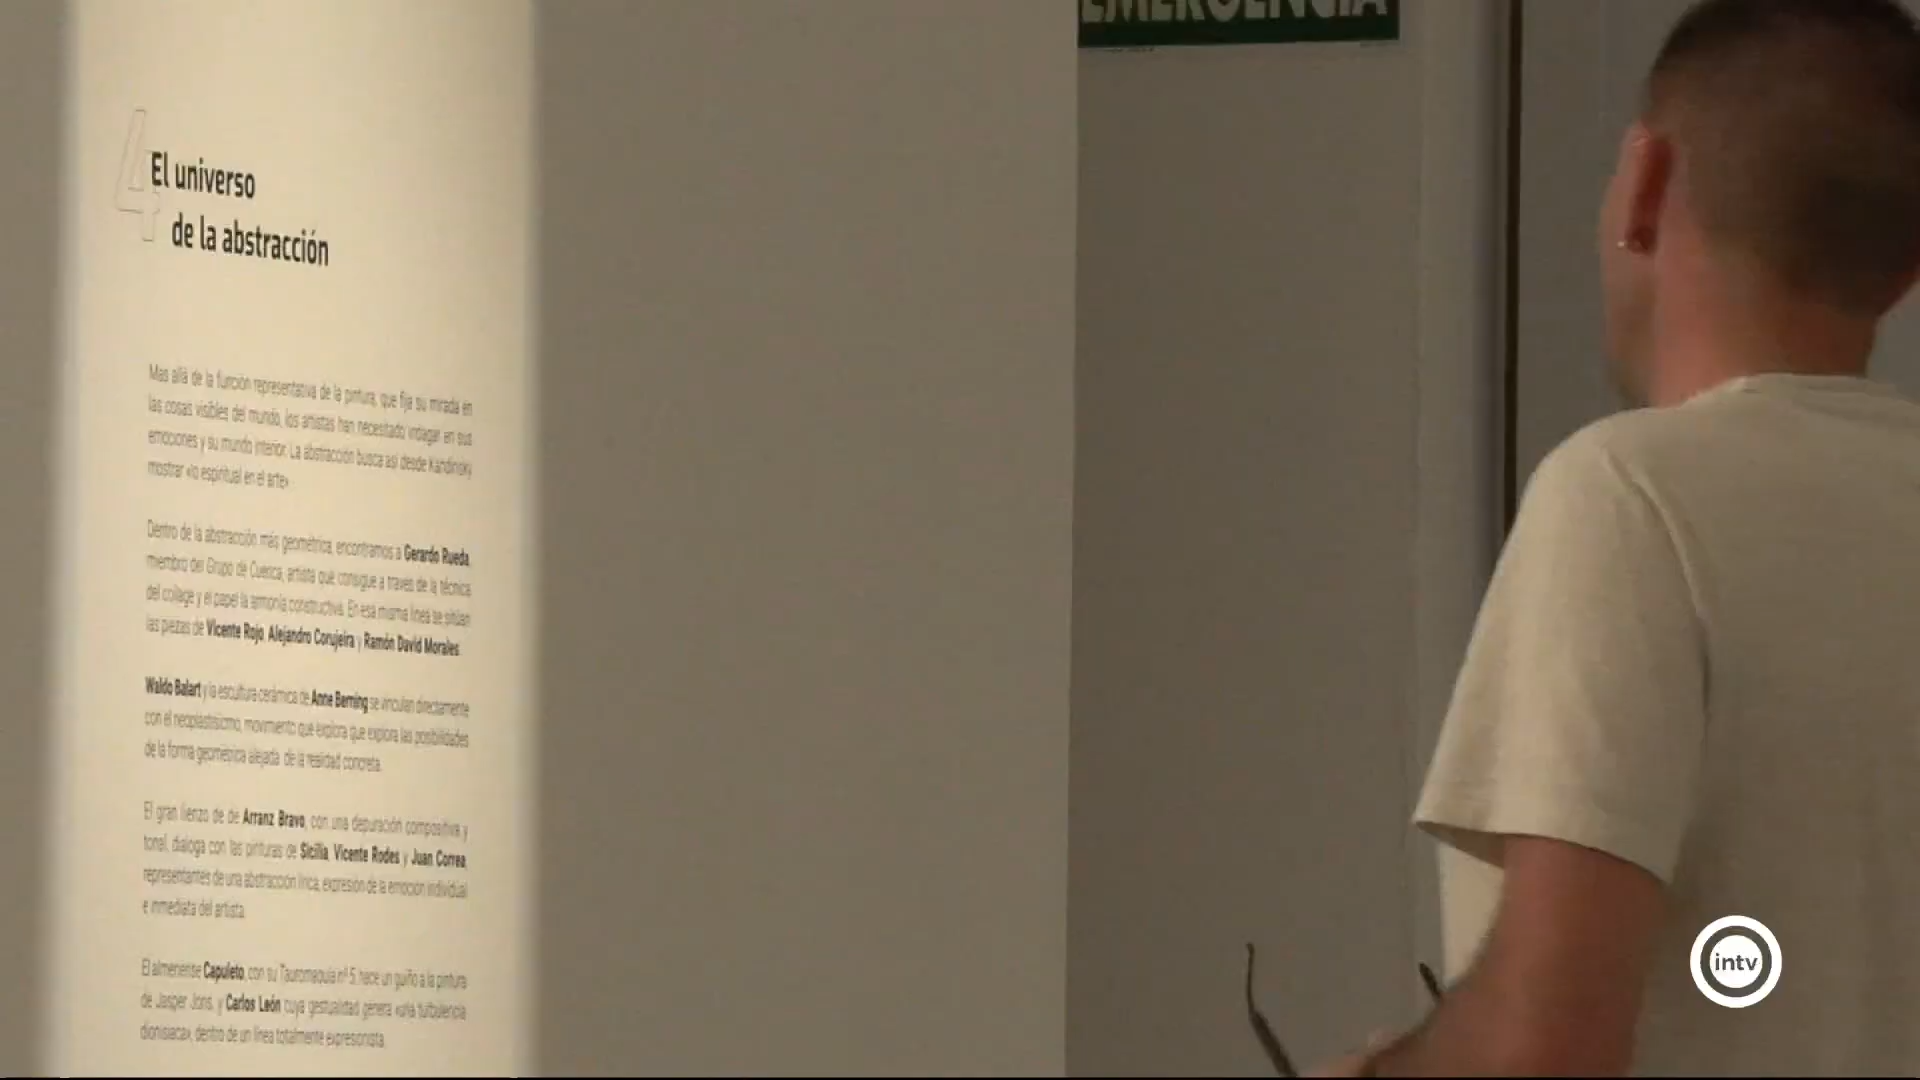 EMERGENCIA
4
El universo
de la abstracción
Mas allá de la función representativa de la pintura, que fija su mirada en
las cosas visibles del mundo, los artistas han necesitado indagar en sus
emociones y su mundo interior. La abstracción busca así desde Kandinsky
mostrar «lo espiritual en el arte»
Dentro de la abstracción más geométrica, encontramos a Gerardo Rueda,
miembro del Grupo de Cuenca, artista que consigue a través de la técnica
del collage y el papel la armonía constructiva. En esa misma línea se sitúan
las piezas de Vicente Rojo, Alejandro Corujeira y Ramón David Morales.
Waldo Balart y la escultura cerámica de Anne Berning se vinculan directamente
con el neoplasticismo, movimiento que explora que explora las posibilidades
de la forma geométrica alejada de la realidad concreta.
El gran lienzo de de Arranz Bravo, con una depuración compositiva y
tonal, dialoga con las pinturas de Sicilia, Vicente Rodes y Juan Correa,
representantes de una abstracción lírica, expresión de la emoción individual
e inmediata del artista.
El almeriense Capuleto, con su Tauromaquia nº 5, hace un guiño a la pintura
de Jasper Jons, y Carlos León cuya gestualidad genera «una turbulencia
dionisiaca», dentro de un línea totalmente expresionista.
intv